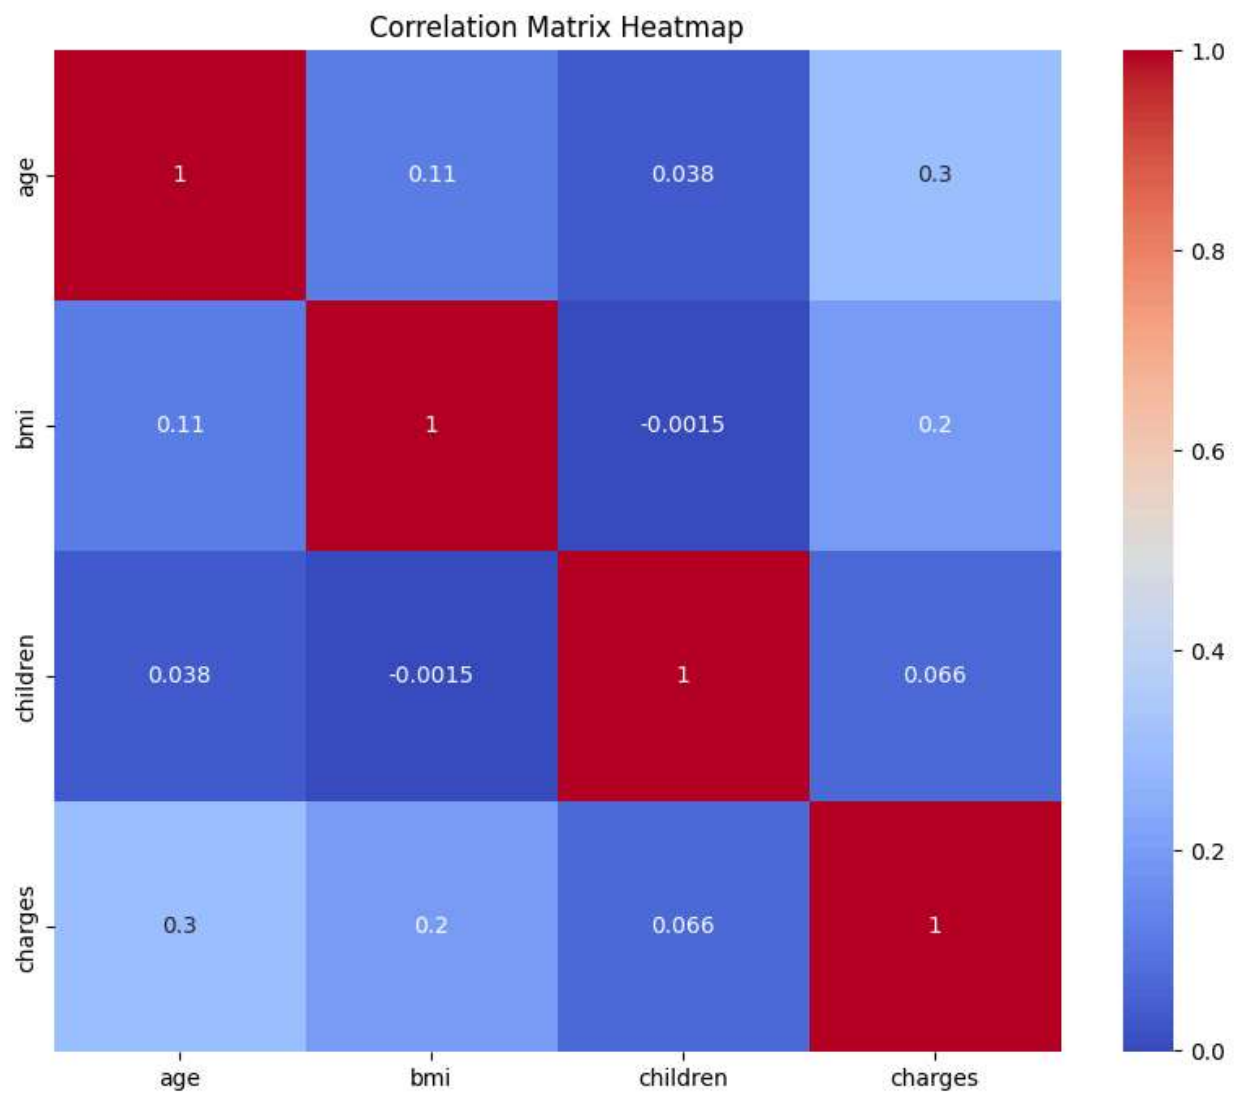 Correlation Matrix Heatmap
age 1 0.11 0.038 0.3
bmi 0.11 1 -0.0015 0.2
children 0.038 -0.0015 1 0.066
charges 0.3 0.2 0.066 1
age bmi children charges
1.0
0.8
0.6
0.4
0.2
0.0